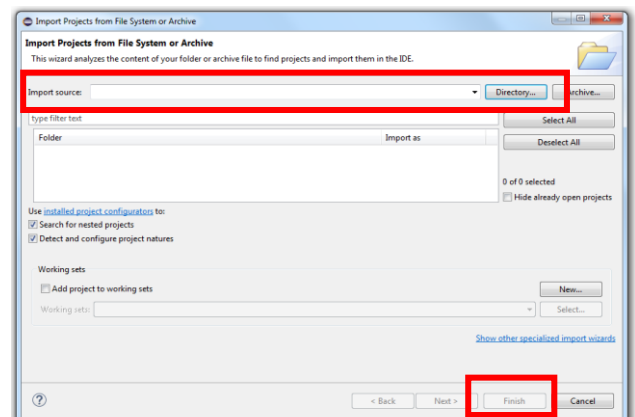 Import Projects from File System or Archive
Import Projects from File System or Archive
This wizard analyzes the content of your folder or archive file to find projects and import them in the IDE.
Import source:
Directory...
Archive...
type filter text
Select All
Folder
Import as
Deselect All
0 of 0 selected
Hide already open projects
Use installed project configurators to:
Search for nested projects
Detect and configure project natures
Working sets
Add project to working sets
New...
Working sets:
Select...
Show other specialized import wizards
?
< Back
Next >
Finish
Cancel